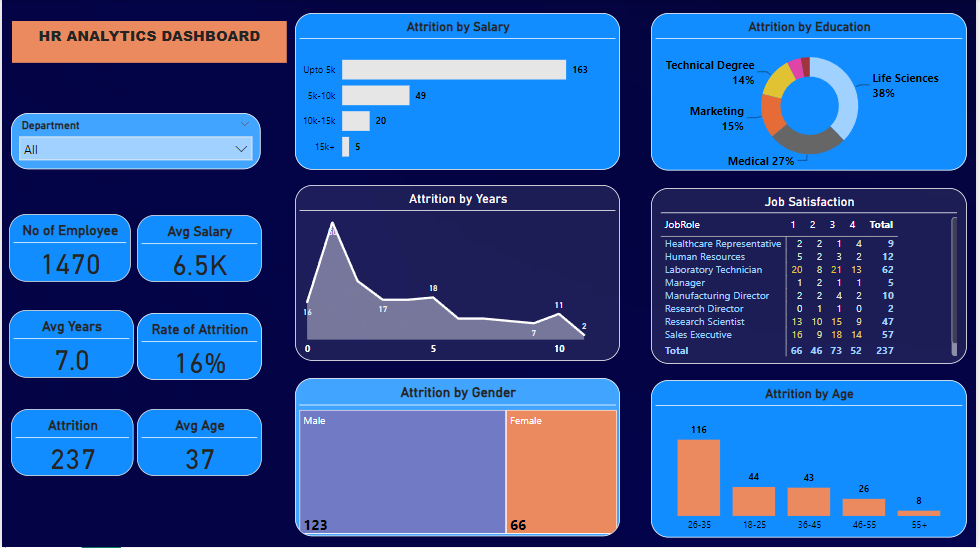 HR ANALYTICS DASHBOARD
Department
All
No of Employee
1470
Avg Salary
6.5K
Avg Years
7.0
Rate of Attrition
16%
Attrition
237
Avg Age
37
Attrition by Salary
Upto 5k 163
5k-10k 49
10k-15k 20
15k+ 5
Attrition by Education
Technical Degree
14%
Life Sciences
38%
Marketing
15%
Medical 27%
Attrition by Years
16
17
18
7
11
2
0 5 10
Job Satisfaction
JobRole 1 2 3 4 Total
Healthcare Representative 2 2 1 4 9
Human Resources 5 2 3 2 12
Laboratory Technician 20 8 21 13 62
Manager 1 2 1 1 5
Manufacturing Director 2 2 4 2 10
Research Director 0 1 1 0 2
Research Scientist 13 10 15 9 47
Sales Executive 16 9 18 14 57
Total 66 46 73 52 237
Attrition by Gender
Male
123
Female
66
Attrition by Age
116
44
43
26
8
26-35 18-25 36-45 46-55 55+